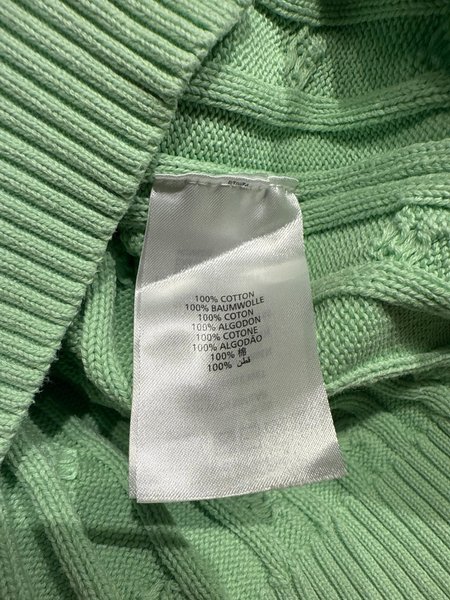 100% COTTON
100% BAUMWOLLE
100% COTON
100% ALGODON
100% COTONE
100% ALGODÃO
100% 棉
100% قطن